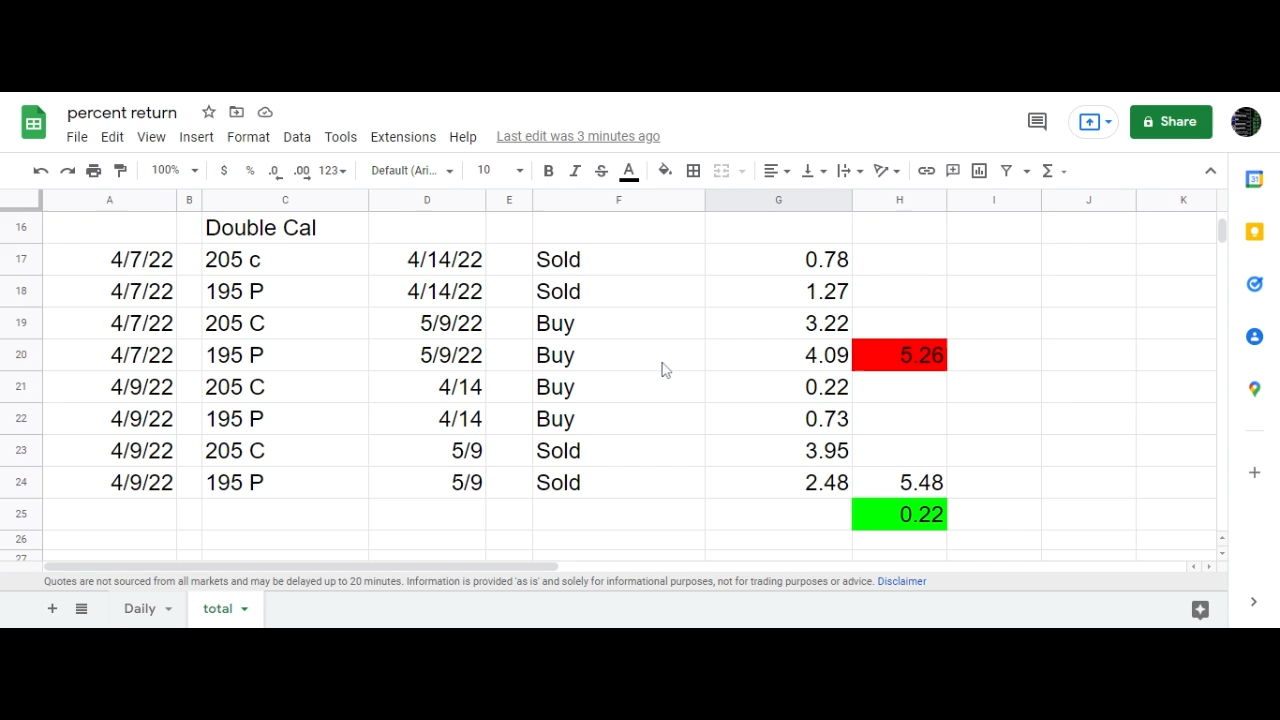 percent return
File Edit View Insert Format Data Tools Extensions Help Last edit was 3 minutes ago
Share
100% $ % .0 .00 123 Default (Ari... 10 B I S A
A B C D E F G H I J K
16 Double Cal
17 4/7/22 205 c 4/14/22 Sold 0.78
18 4/7/22 195 P 4/14/22 Sold 1.27
19 4/7/22 205 C 5/9/22 Buy 3.22
20 4/7/22 195 P 5/9/22 Buy 4.09 5.26
21 4/9/22 205 C 4/14 Buy 0.22
22 4/9/22 195 P 4/14 Buy 0.73
23 4/9/22 205 C 5/9 Sold 3.95
24 4/9/22 195 P 5/9 Sold 2.48 5.48
25 0.22
26
27
Quotes are not sourced from all markets and may be delayed up to 20 minutes. Information is provided 'as is' and solely for informational purposes, not for trading purposes or advice. Disclaimer
Daily total
31